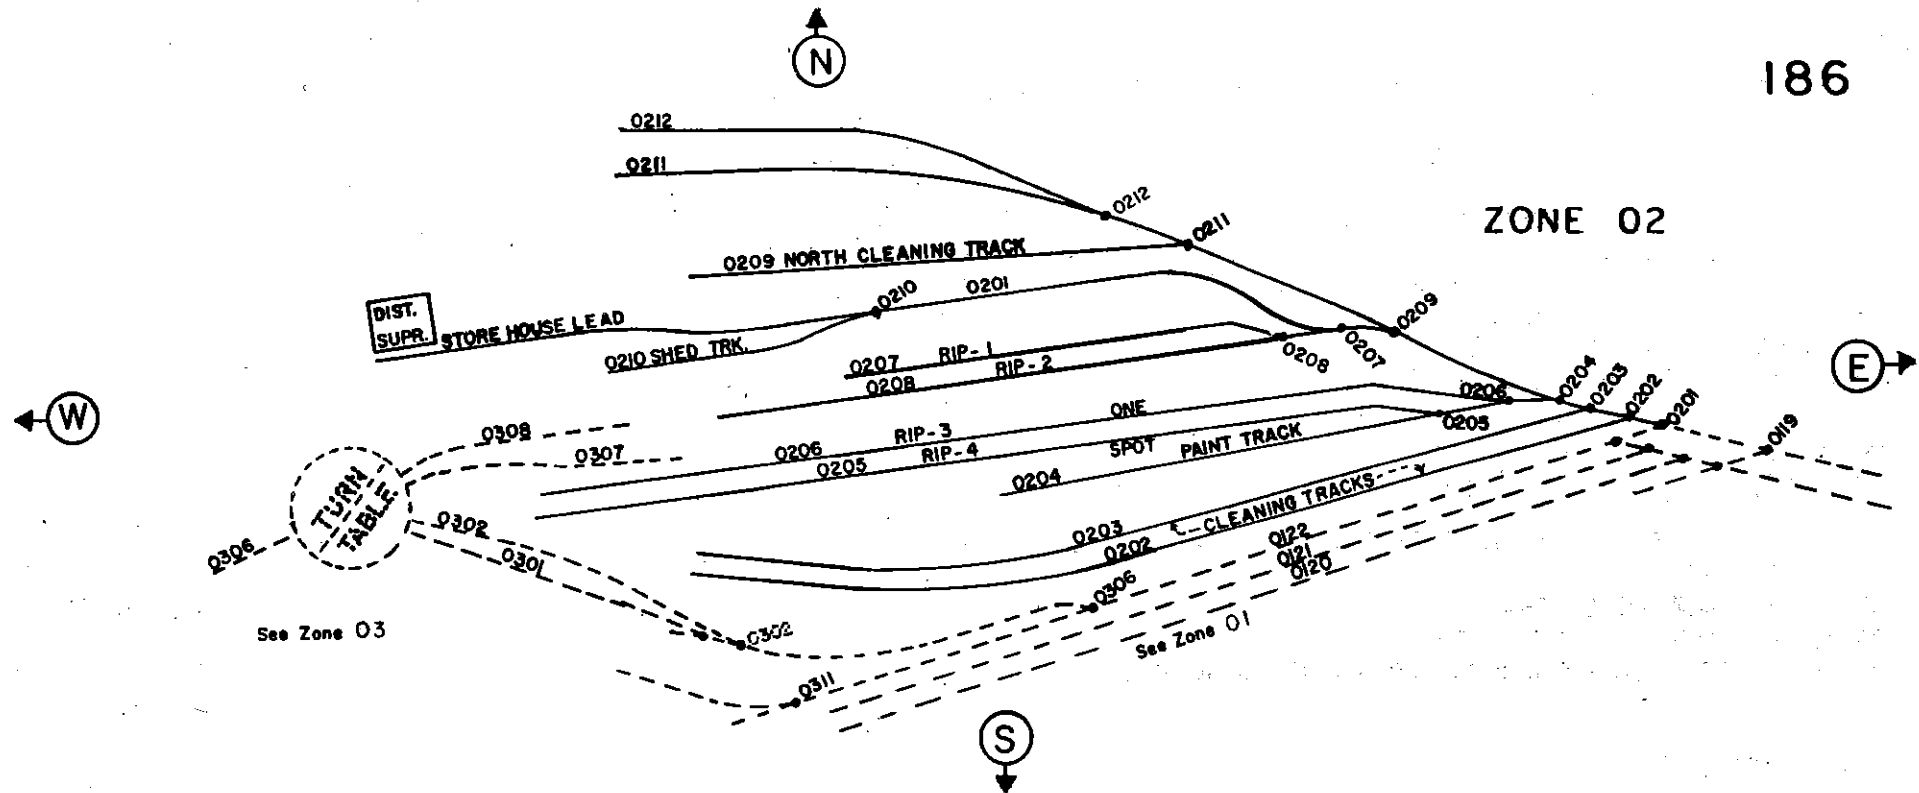 N
186
0212
0211
0212
ZONE 02
0211
0209 NORTH CLEANING TRACK
0210
0201
DIST.
SUPR.
STORE HOUSE LEAD
0209
0210 SHED TRK.
0207 RIP-1
0208 RIP-2
0208
0207
E
W
0308
0307
0206 RIP-3 ONE
0205 RIP-4 SPOT PAINT TRACK
0204
0206
0205
0204
0203
0202
0201
0119
TURN
TABLE
0306
0302
0301
0203
0202
CLEANING TRACKS
0122
0121
0120
0306
See Zone 03
0302
See Zone 01
0311
S